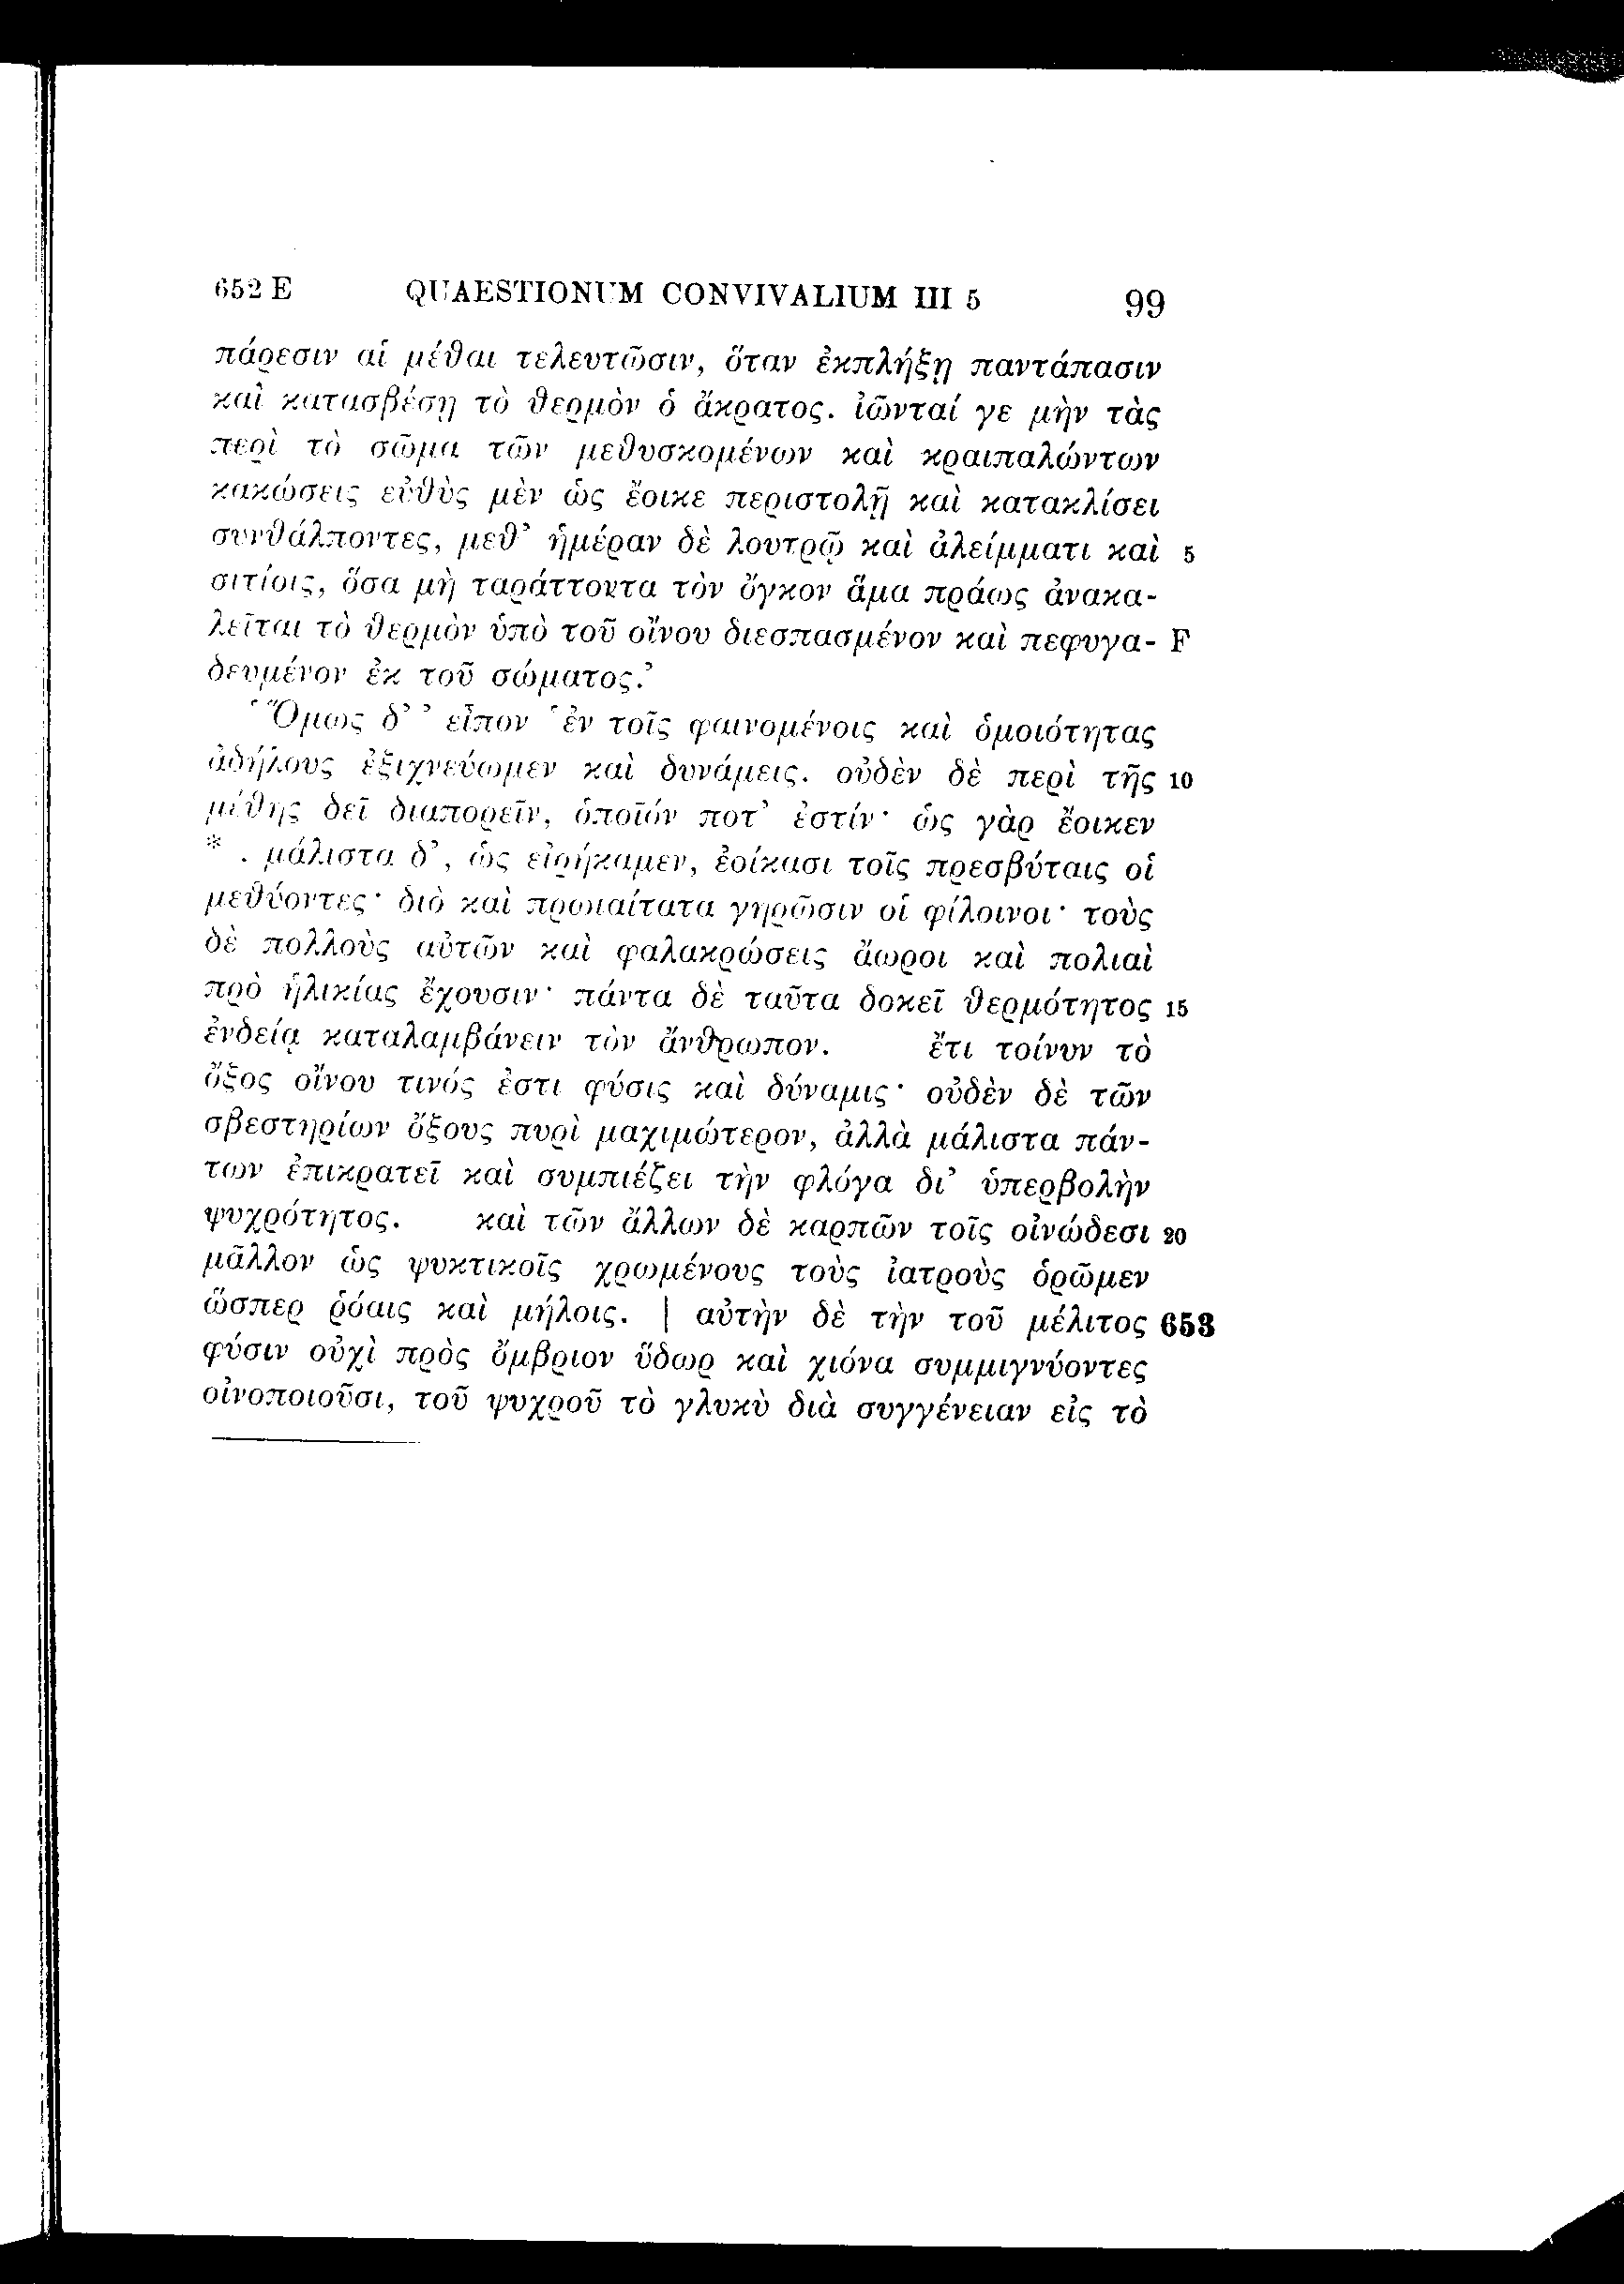 652 E QUAESTIONUM CONVIVALIUM III 5 99
πάρεσιν αἱ μέθαι τελευτῶσιν, ὅταν ἐκπλήξῃ παντάπασιν
καὶ κατασβέσῃ τὸ θερμὸν ὁ ἄκρατος. ἰῶνταί γε μὴν τὰς
περὶ τὸ σῶμα τῶν μεθυσκομένων καὶ κραιπαλώντων
κακώσεις εὐθὺς μὲν ὡς ἔοικε περιστολῇ καὶ κατακλίσει
συνθάλποντες, μεθ’ ἡμέραν δὲ λουτρῷ καὶ ἀλείμματι καὶ 5
σιτίοις, ὅσα μὴ ταράττοντα τὸν ὄγκον ἅμα πράως ἀνακα-
λεῖται τὸ θερμὸν ὑπὸ τοῦ οἴνου διεσπασμένον καὶ πεφυγα- F
δευμένον ἐκ τοῦ σώματος.’
‘Ὅμως δ’ ’ εἶπον ‘ἐν τοῖς φαινομένοις καὶ ὁμοιότητας
ἀδήλους ἐξιχνεύωμεν καὶ δυνάμεις. οὐδὲν δὲ περὶ τῆς 10
μέθης δεῖ διαπορεῖν, ὁποῖόν ποτ’ ἐστίν· ὡς γὰρ ἔοικεν
* . μάλιστα δ’, ὡς εἰρήκαμεν, ἐοίκασι τοῖς πρεσβύταις οἱ
μεθύοντες· διὸ καὶ πρωιαίτατα γηρῶσιν οἱ φίλοινοι· τοὺς
δὲ πολλοὺς αὐτῶν καὶ φαλακρώσεις ἄωροι καὶ πολιαὶ
πρὸ ἡλικίας ἔχουσιν· πάντα δὲ ταῦτα δοκεῖ θερμότητος 15
ἐνδείᾳ καταλαμβάνειν τὸν ἄνθρωπον. ἔτι τοίνυν τὸ
ὄξος οἴνου τινός ἐστι φύσις καὶ δύναμις· οὐδὲν δὲ τῶν
σβεστηρίων ὄξους πυρὶ μαχιμώτερον, ἀλλὰ μάλιστα πάν-
των ἐπικρατεῖ καὶ συμπιέζει τὴν φλόγα δι’ ὑπερβολὴν
ψυχρότητος. καὶ τῶν ἄλλων δὲ καρπῶν τοῖς οἰνώδεσι 20
μᾶλλον ὡς ψυκτικοῖς χρωμένους τοὺς ἰατροὺς ὁρῶμεν
ὥσπερ ῥόαις καὶ μήλοις. | αὐτὴν δὲ τὴν τοῦ μέλιτος 653
φύσιν οὐχὶ πρὸς ὄμβριον ὕδωρ καὶ χιόνα συμμιγνύοντες
οἰνοποιοῦσι, τοῦ ψυχροῦ τὸ γλυκὺ διὰ συγγένειαν εἰς τὸ